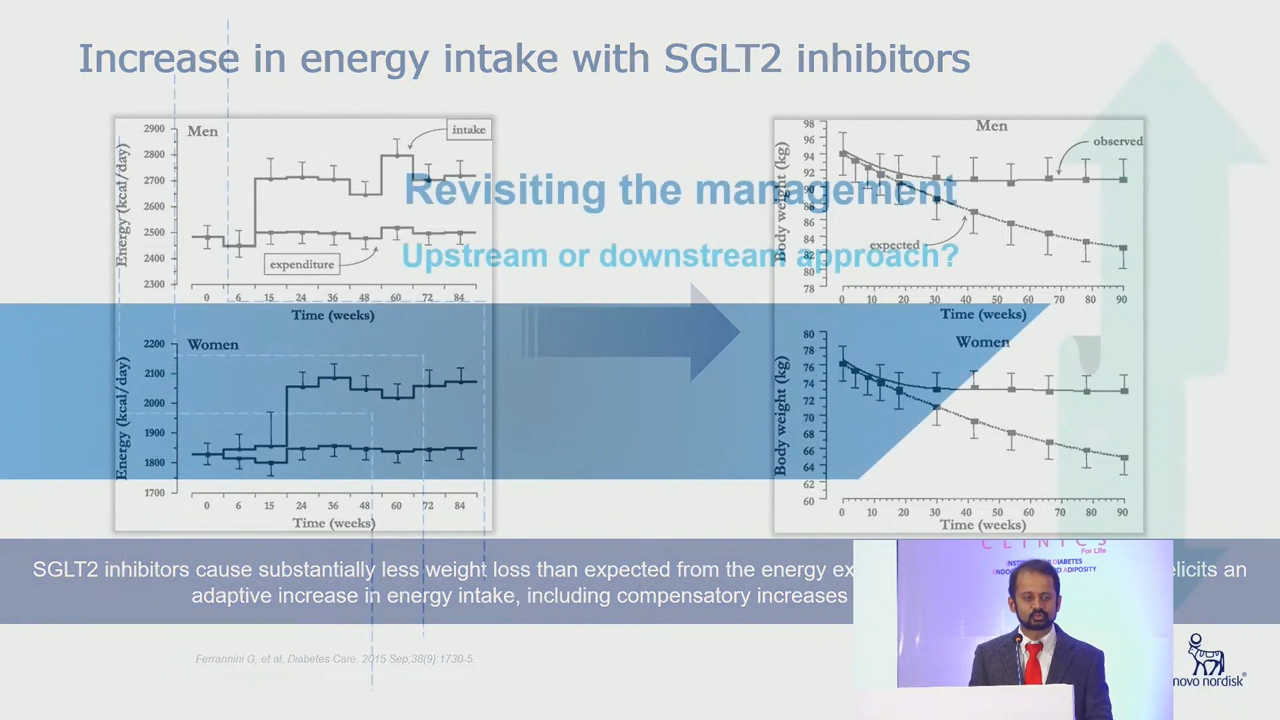 Increase in energy intake with SGLT2 inhibitors
Revisiting the management
Upstream or downstream approach?
Men
intake
expenditure
Energy (kcal/day)
2900
2800
2700
2600
2500
2400
2300
0 6 15 24 36 48 60 72 84
Time (weeks)
Women
Energy (kcal/day)
2200
2100
2000
1900
1800
1700
0 6 15 24 36 48 60 72 84
Time (weeks)
Men
observed
expected
Body weight (kg)
98
96
94
92
90
88
86
84
82
80
78
0 10 20 30 40 50 60 70 80 90
Time (weeks)
Women
Body weight (kg)
80
78
76
74
72
70
68
66
64
62
60
0 10 20 30 40 50 60 70 80 90
Time (weeks)
SGLT2 inhibitors cause substantially less weight loss than expected from the energy elicits an
adaptive increase in energy intake, including compensatory increases
Ferrannini G, et al. Diabetes Care. 2015 Sep;38(9):1730-5.
CLINICS
For Life
DIABETES
ADIPOSITY
novo nordisk®